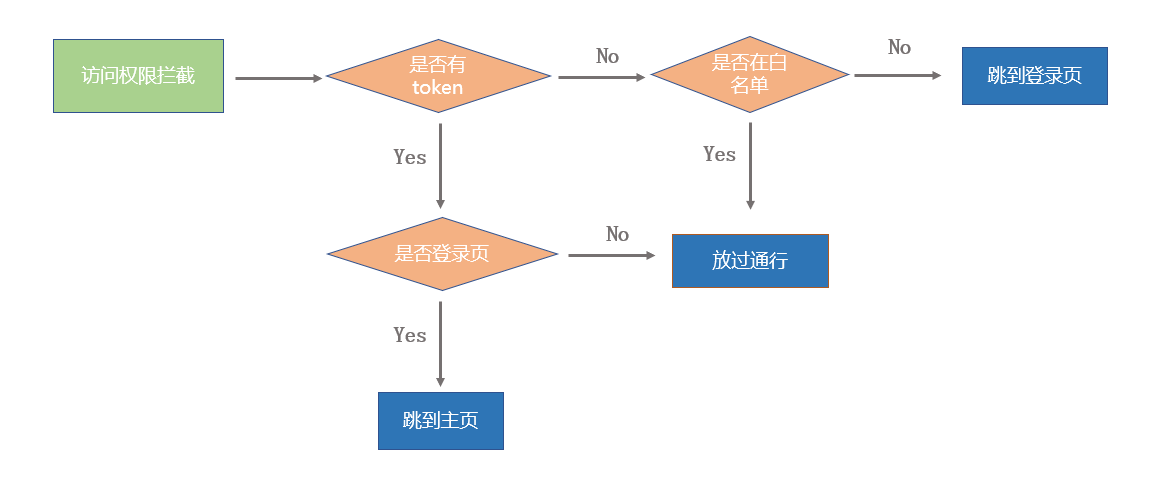 访问权限拦截
是否有
token
No
是否在白
名单
No
跳到登录页
Yes
Yes
是否登录页
No
放过通行
Yes
跳到主页